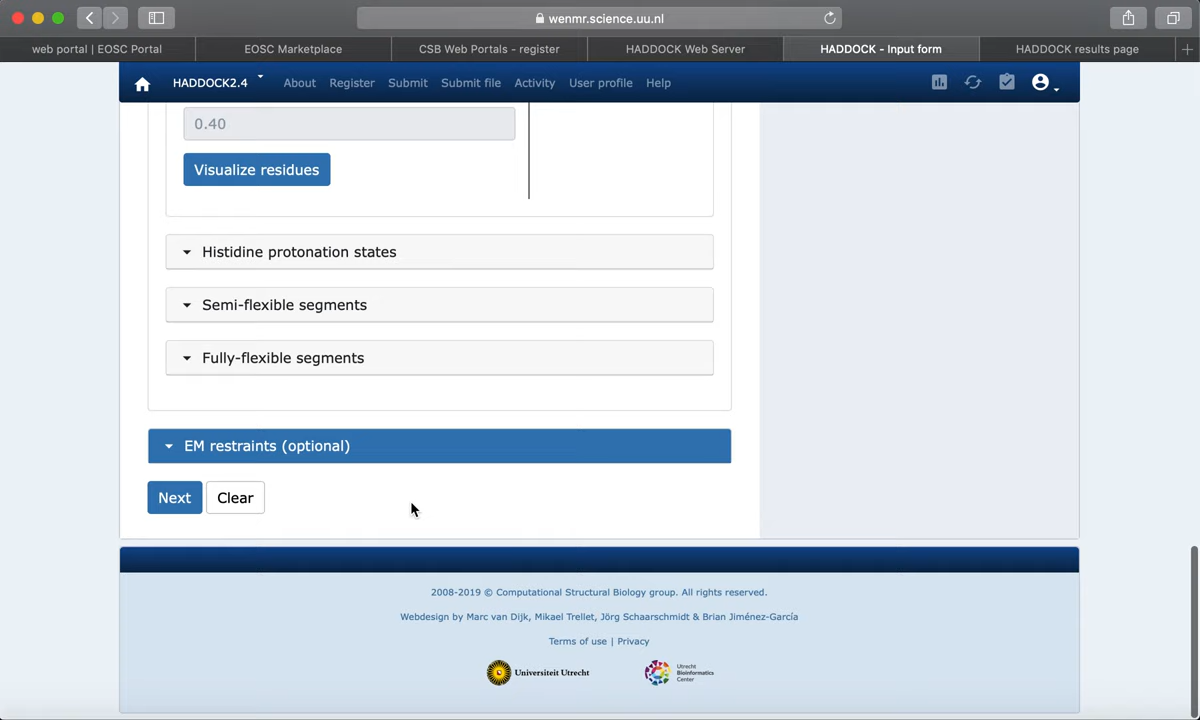 wenmr.science.uu.nl
web portal | EOSC Portal
EOSC Marketplace
CSB Web Portals - register
HADDOCK Web Server
HADDOCK - Input form
HADDOCK results page
HADDOCK2.4
About
Register
Submit
Submit file
Activity
User profile
Help
0.40
Visualize residues
Histidine protonation states
Semi-flexible segments
Fully-flexible segments
EM restraints (optional)
Next
Clear
2008-2019 © Computational Structural Biology group. All rights reserved.
Webdesign by Marc van Dijk, Mikael Trellet, Jörg Schaarschmidt & Brian Jiménez-García
Terms of use | Privacy
Universiteit Utrecht
Utrecht
Bioinformatics
Center